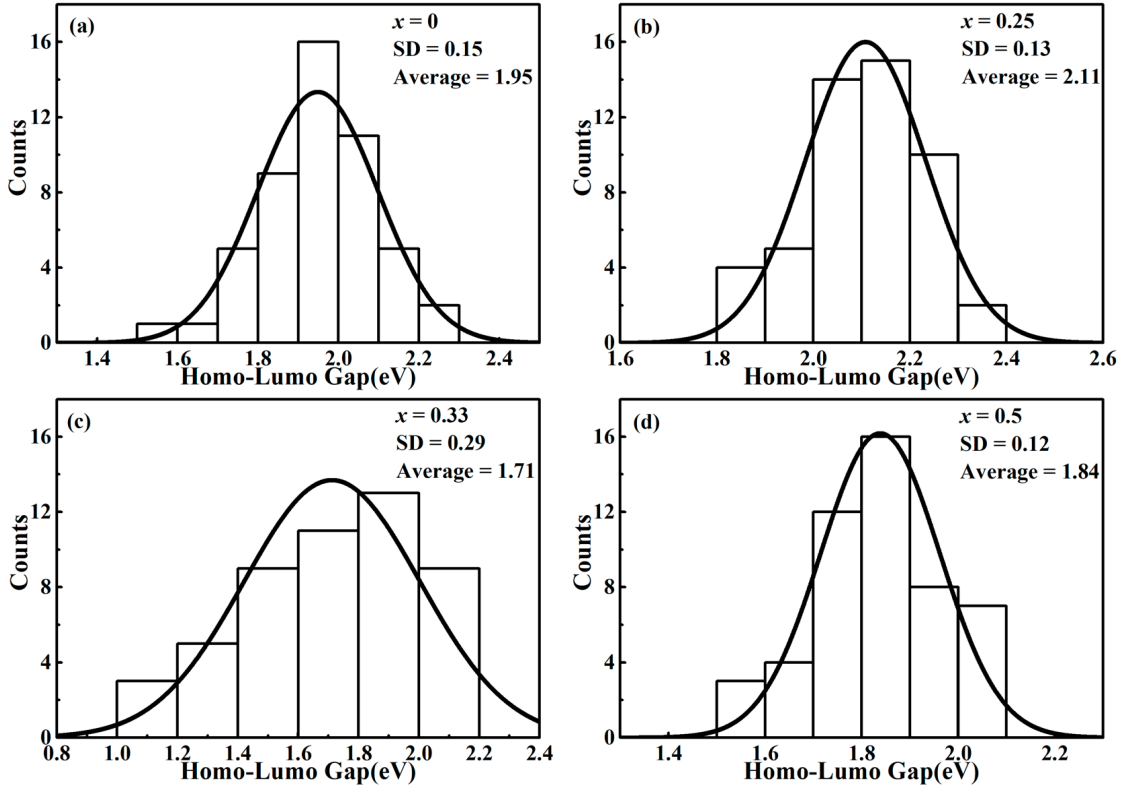 (a)
x = 0
SD = 0.15
Average = 1.95
Counts
16
12
8
4
0
1.4 1.6 1.8 2.0 2.2 2.4
Homo-Lumo Gap(eV)
(b)
x = 0.25
SD = 0.13
Average = 2.11
Counts
16
12
8
4
0
1.6 1.8 2.0 2.2 2.4 2.6
Homo-Lumo Gap(eV)
(c)
x = 0.33
SD = 0.29
Average = 1.71
Counts
16
12
8
4
0
0.8 1.0 1.2 1.4 1.6 1.8 2.0 2.2 2.4
Homo-Lumo Gap(eV)
(d)
x = 0.5
SD = 0.12
Average = 1.84
Counts
16
12
8
4
0
1.4 1.6 1.8 2.0 2.2
Homo-Lumo Gap(eV)